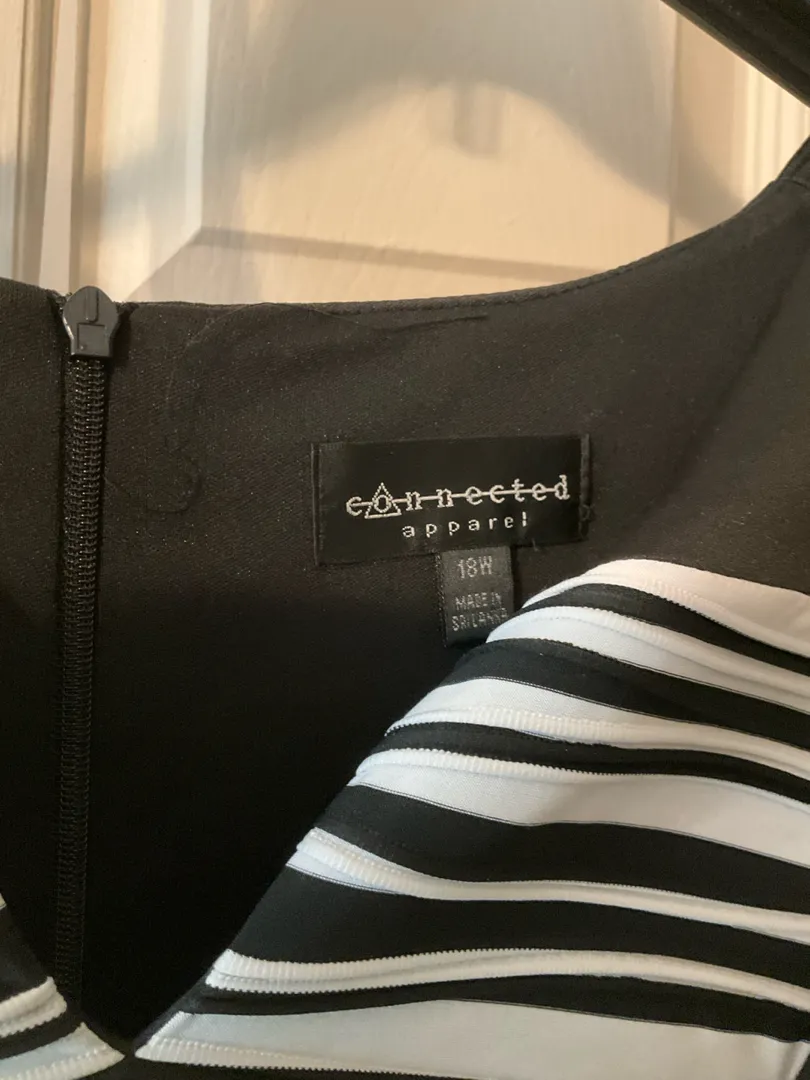 connected
apparel
18W
MADE IN
SRI LANKA